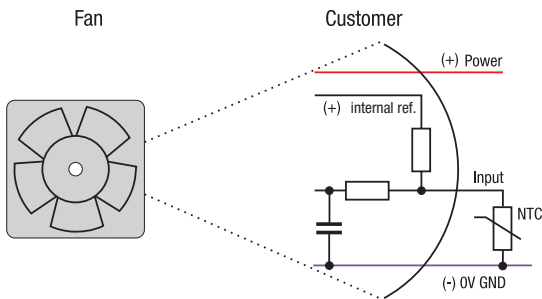 Fan
Customer
(+) Power
(+) internal ref.
Input
NTC
(-) 0V GND